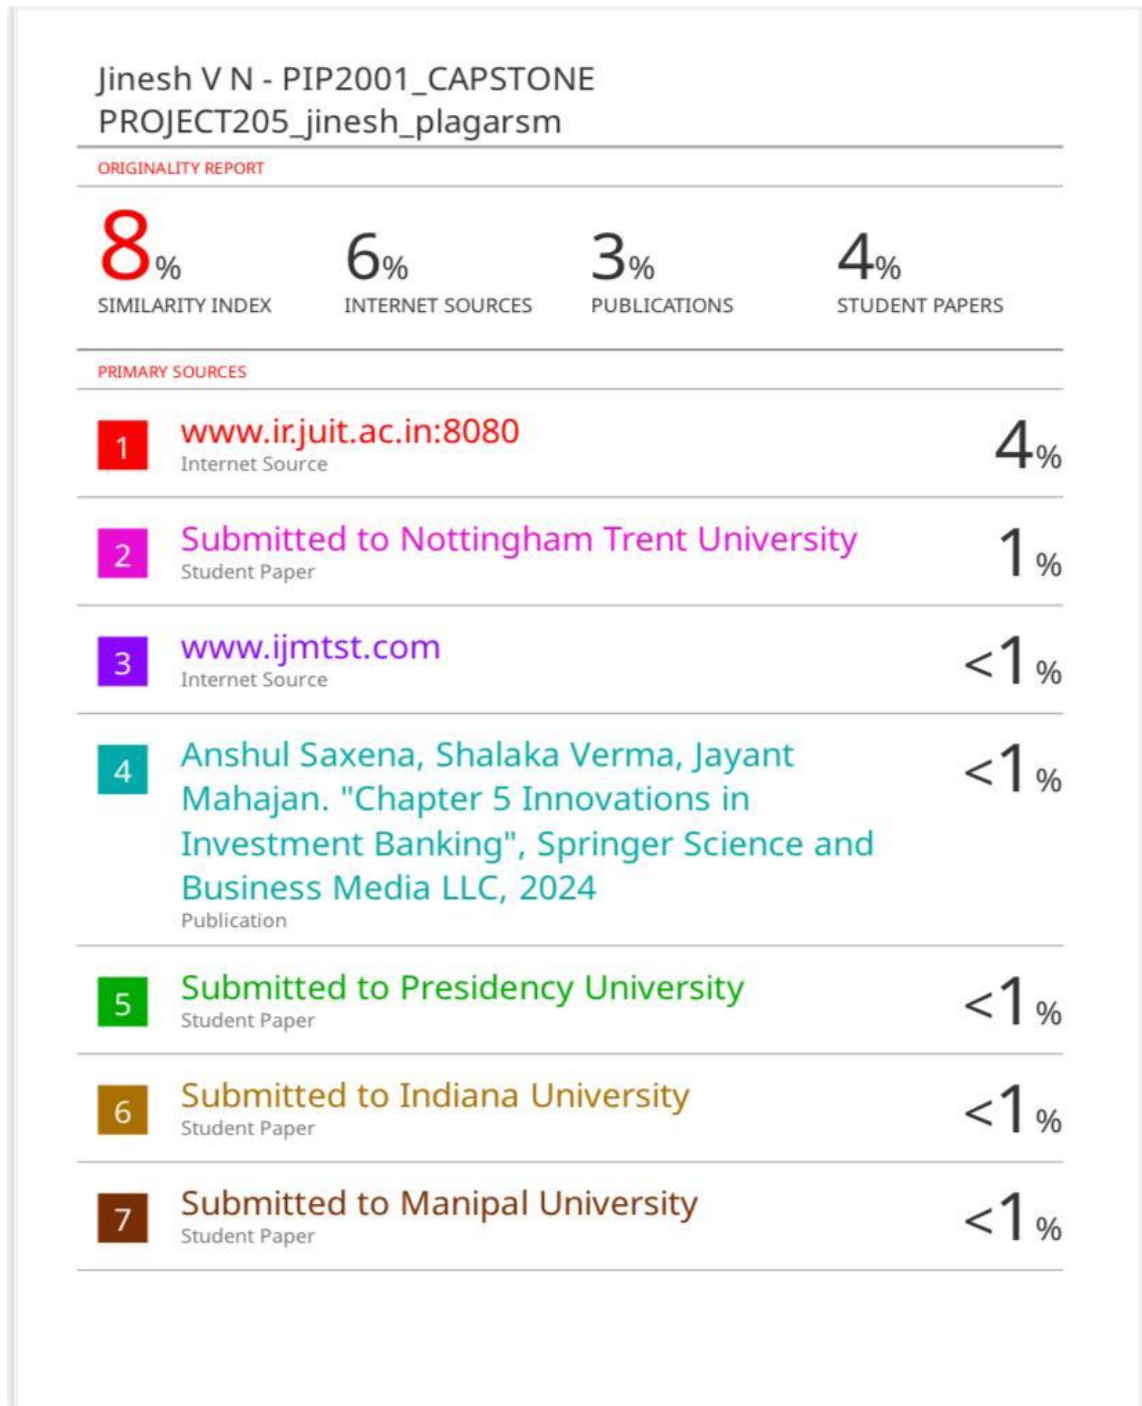 Jinesh V N - PIP2001_CAPSTONE
PROJECT205_jinesh_plagarsm
ORIGINALITY REPORT
8% 6% 3% 4%
SIMILARITY INDEX INTERNET SOURCES PUBLICATIONS STUDENT PAPERS
PRIMARY SOURCES
1 www.ir.juit.ac.in:8080 4%
Internet Source
2 Submitted to Nottingham Trent University 1%
Student Paper
3 www.ijmtst.com <1%
Internet Source
4 Anshul Saxena, Shalaka Verma, Jayant <1%
Mahajan. "Chapter 5 Innovations in
Investment Banking", Springer Science and
Business Media LLC, 2024
Publication
5 Submitted to Presidency University <1%
Student Paper
6 Submitted to Indiana University <1%
Student Paper
7 Submitted to Manipal University <1%
Student Paper